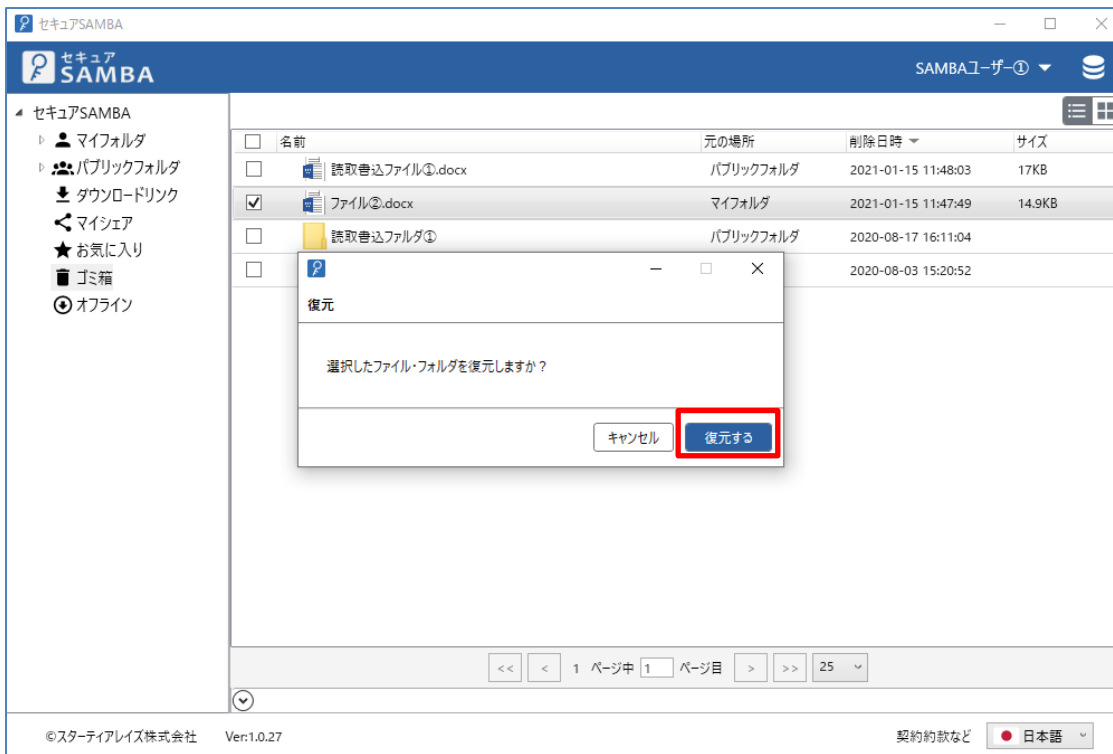 セキュアSAMBA
セキュア
SAMBA
SAMBAユーザー①
セキュアSAMBA
マイフォルダ
パブリックフォルダ
ダウンロードリンク
マイシェア
お気に入り
ゴミ箱
オフライン
名前 元の場所 削除日時 サイズ
読取書込ファイル①.docx パブリックフォルダ 2021-01-15 11:48:03 17KB
ファイル②.docx マイフォルダ 2021-01-15 11:47:49 14.9KB
読取書込ファルダ① パブリックフォルダ 2020-08-17 16:11:04
2020-08-03 15:20:52
復元
選択したファイル・フォルダを復元しますか？
キャンセル 復元する
<< < 1 ページ中 1 ページ目 > >> 25
©スターティアレイズ株式会社 Ver:1.0.27 契約約款など 日本語